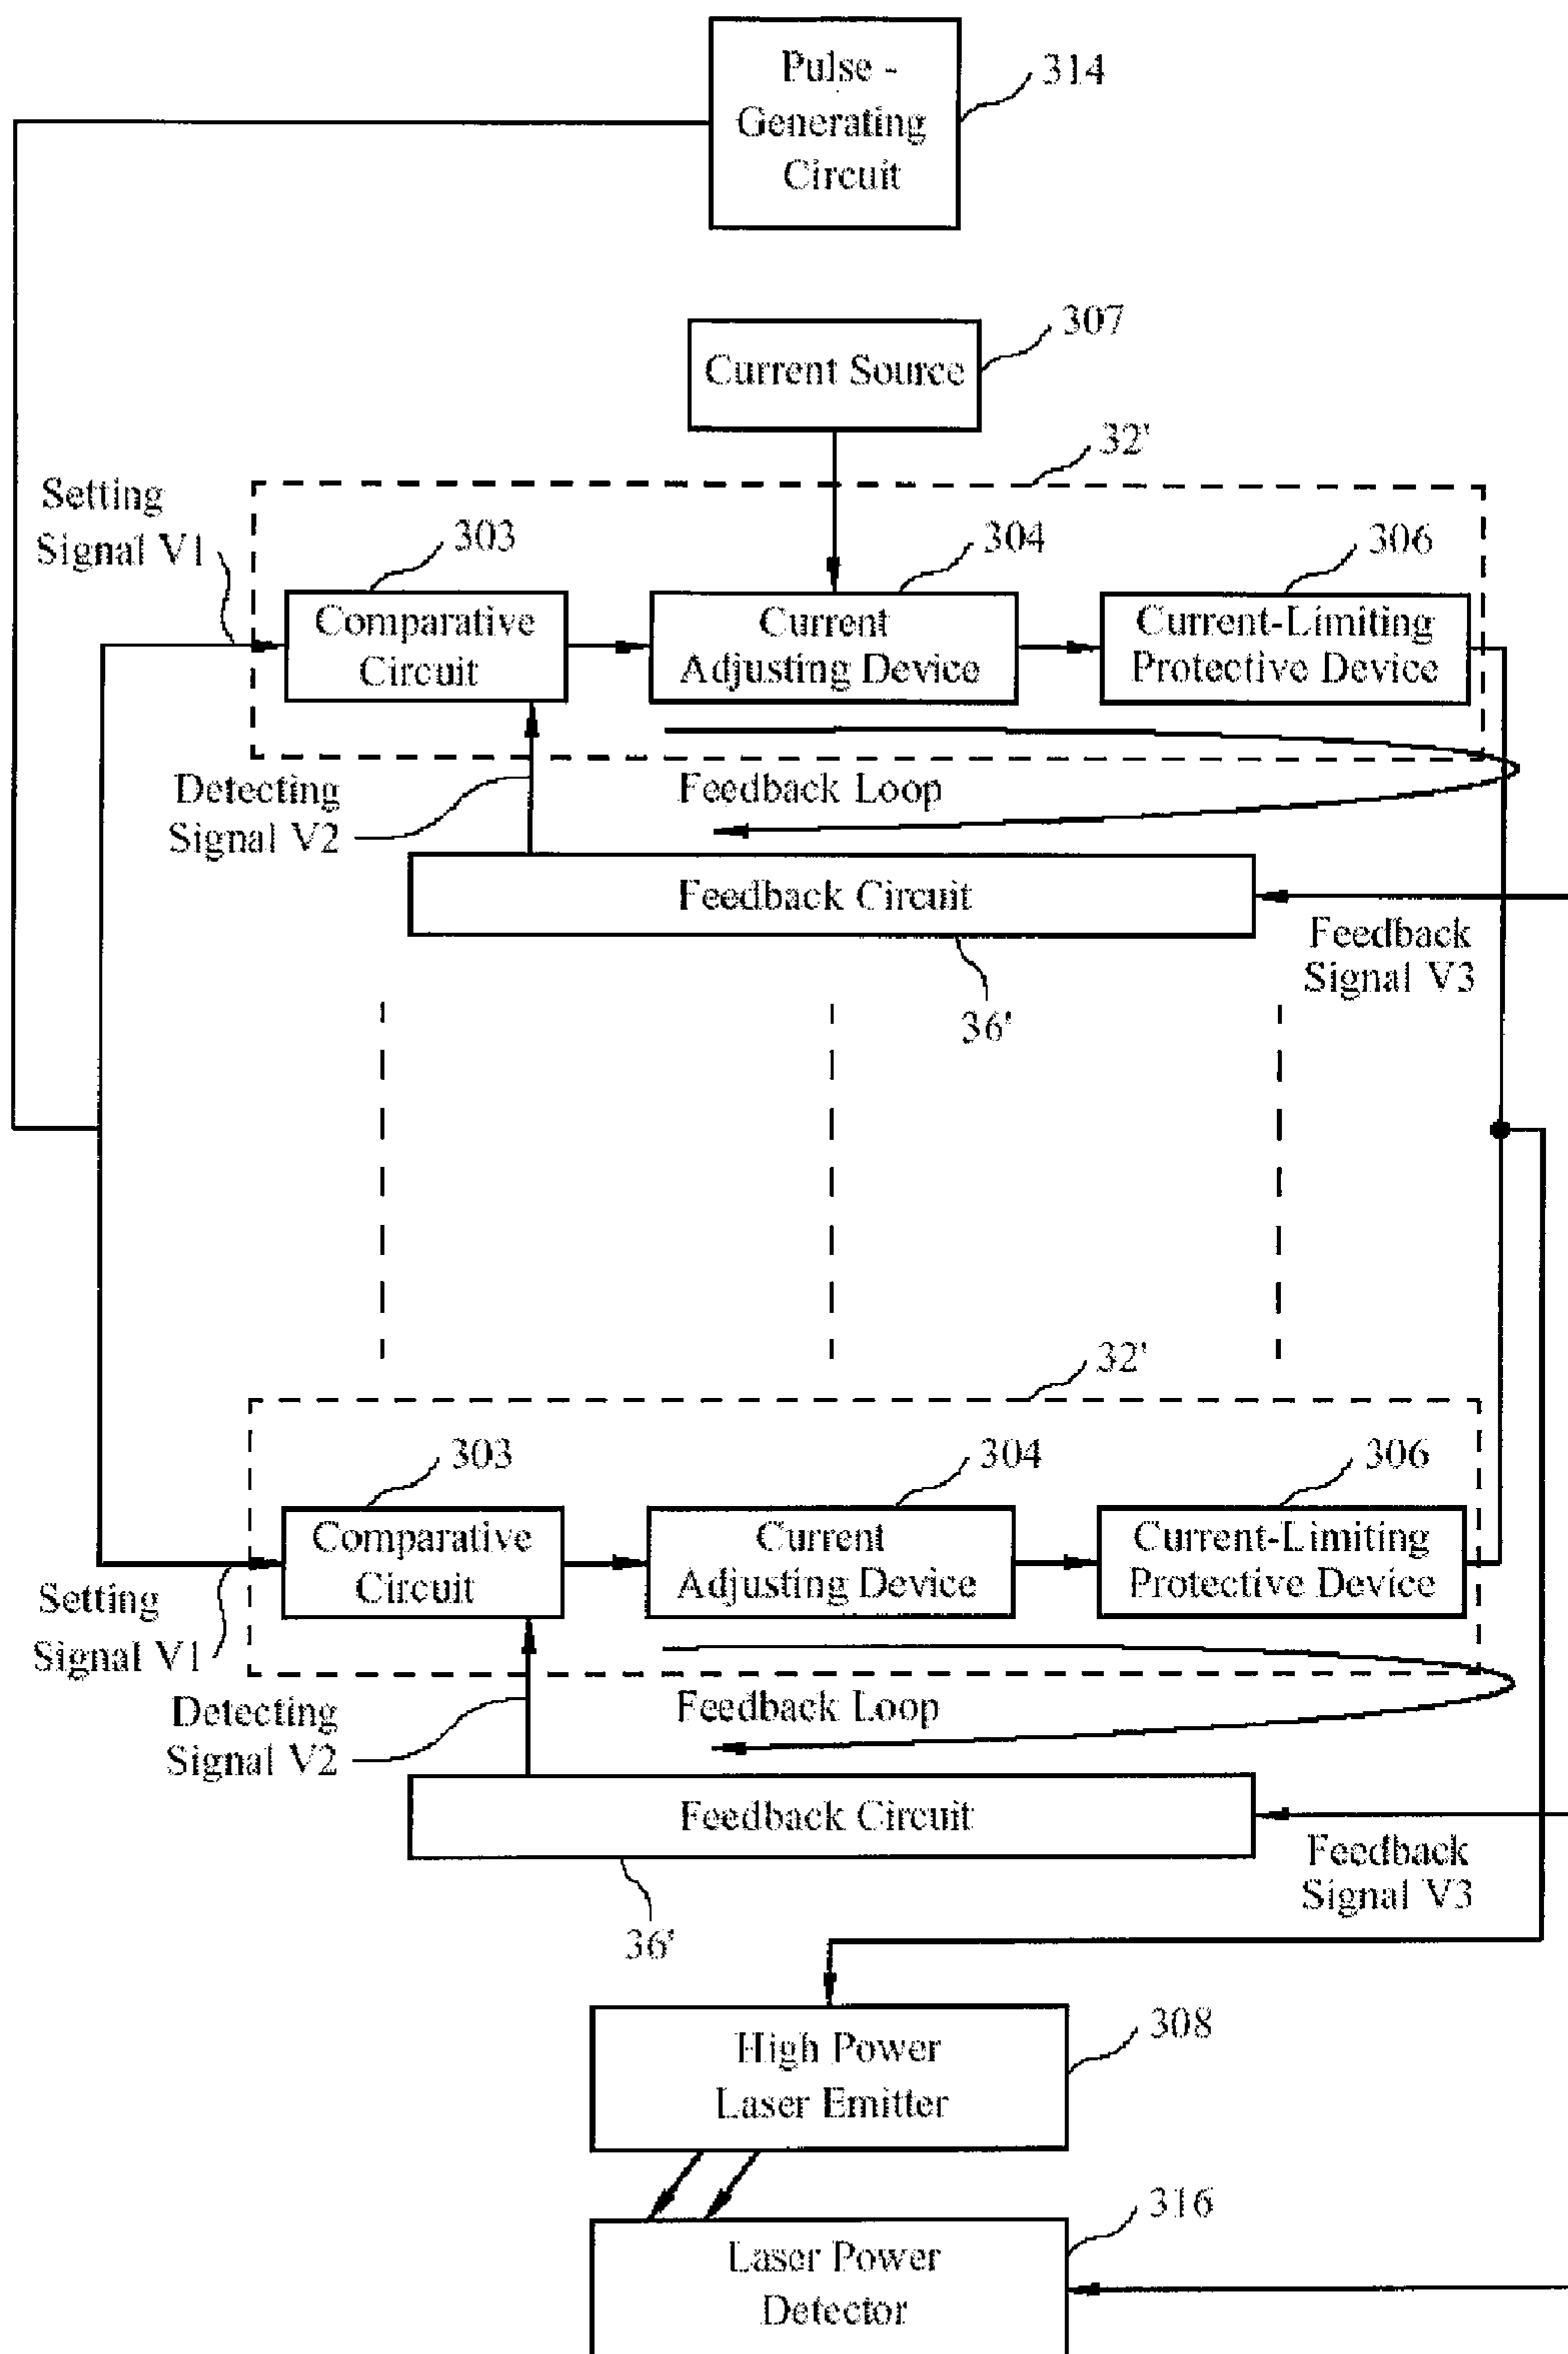 Pulse -
Generating
Circuit
314
307
Current Source
32'
Setting
Signal V1
303
304
306
Comparative
Circuit
Current
Adjusting Device
Current-Limiting
Protective Device
Detecting
Signal V2
Feedback Loop
Feedback Circuit
Feedback
Signal V3
36'
32'
303
304
306
Comparative
Circuit
Current
Adjusting Device
Current-Limiting
Protective Device
Setting
Signal V1
Detecting
Signal V2
Feedback Loop
Feedback Circuit
Feedback
Signal V3
36'
308
High Power
Laser Emitter
316
Laser Power
Detector